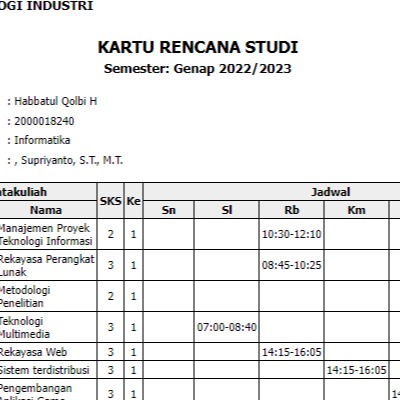 OGI INDUSTRI
KARTU RENCANA STUDI
Semester: Genap 2022/2023
: Habbatul Qolbi H
: 2000018240
: Informatika
: , Supriyanto, S.T., M.T.
atakuliah SKS Ke Jadwal
Nama Sn Sl Rb Km
Manajemen Proyek
Teknologi Informasi 2 1 10:30-12:10
Rekayasa Perangkat
Lunak 3 1 08:45-10:25
Metodologi
Penelitian 2 1
Teknologi
Multimedia 3 1 07:00-08:40
Rekayasa Web 3 1 14:15-16:05
Sistem terdistribusi 3 1 14:15-16:05
Pengembangan
Aplikasi Game 3 1 14